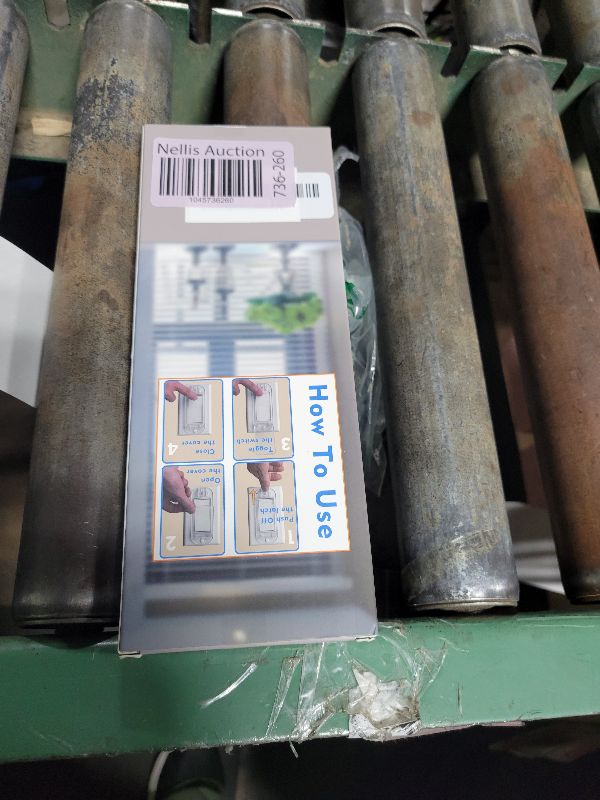 Nellis Auction
1045736260
736-260
How To Use
1
Push Off
the latch
2
Open
the cover
3
Toggle
the switch
4
Close
the cover